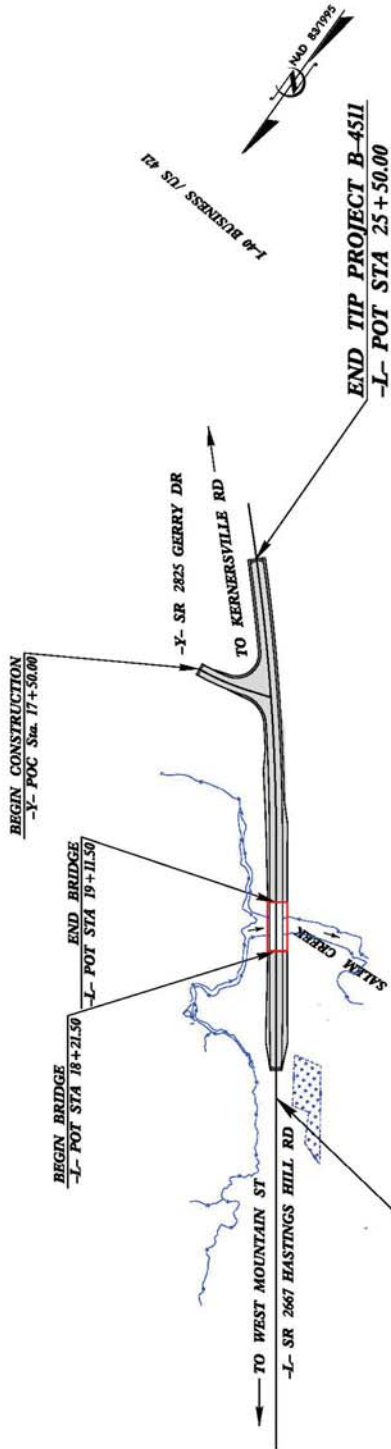 NAD 83/1995
I-40 BUSINESS /US 421
END TIP PROJECT B-4511
-L- POT STA 25+50.00
BEGIN CONSTRUCTION
-Y- POC Sta. 17+50.00
-Y- SR 2825 GERRY DR
TO KERNERSVILLE RD
END BRIDGE
-L- POT STA 19+11.50
BEGIN BRIDGE
-L- POT STA 18+21.50
SALEM CREEK
TO WEST MOUNTAIN ST
-L- SR 2667 HASTINGS HILL RD